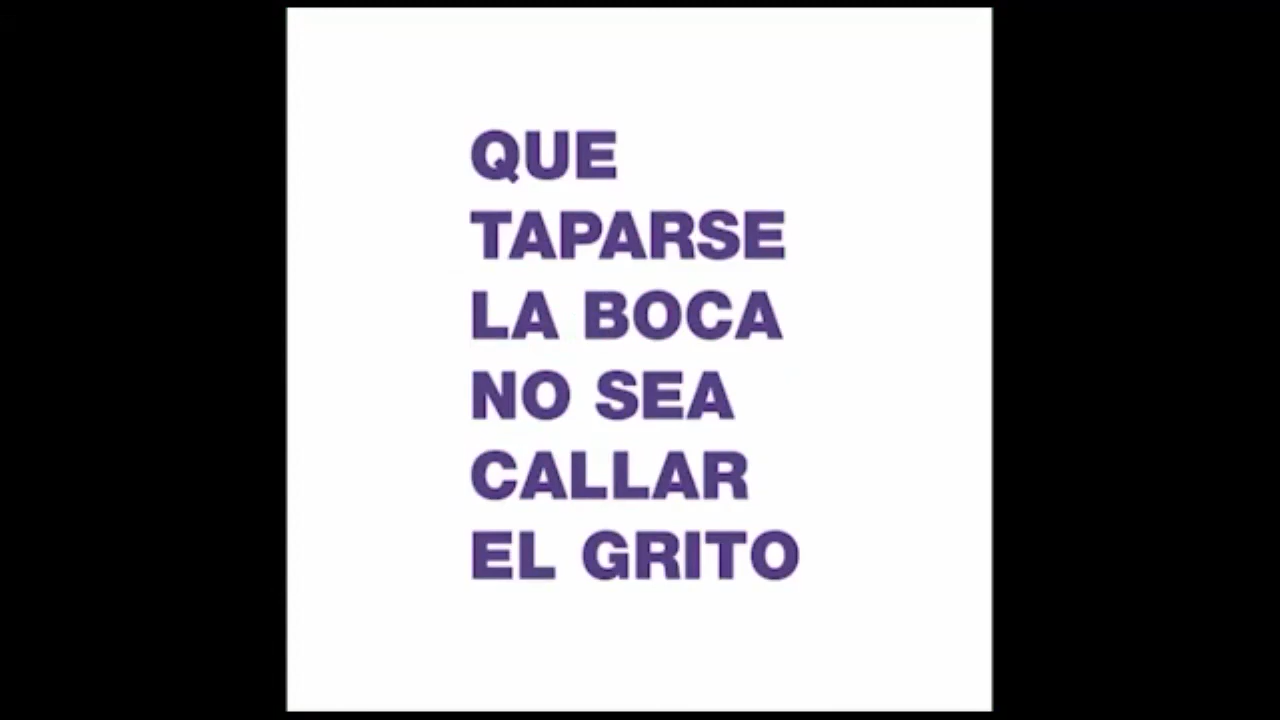 QUE
TAPARSE
LA BOCA
NO SEA
CALLAR
EL GRITO